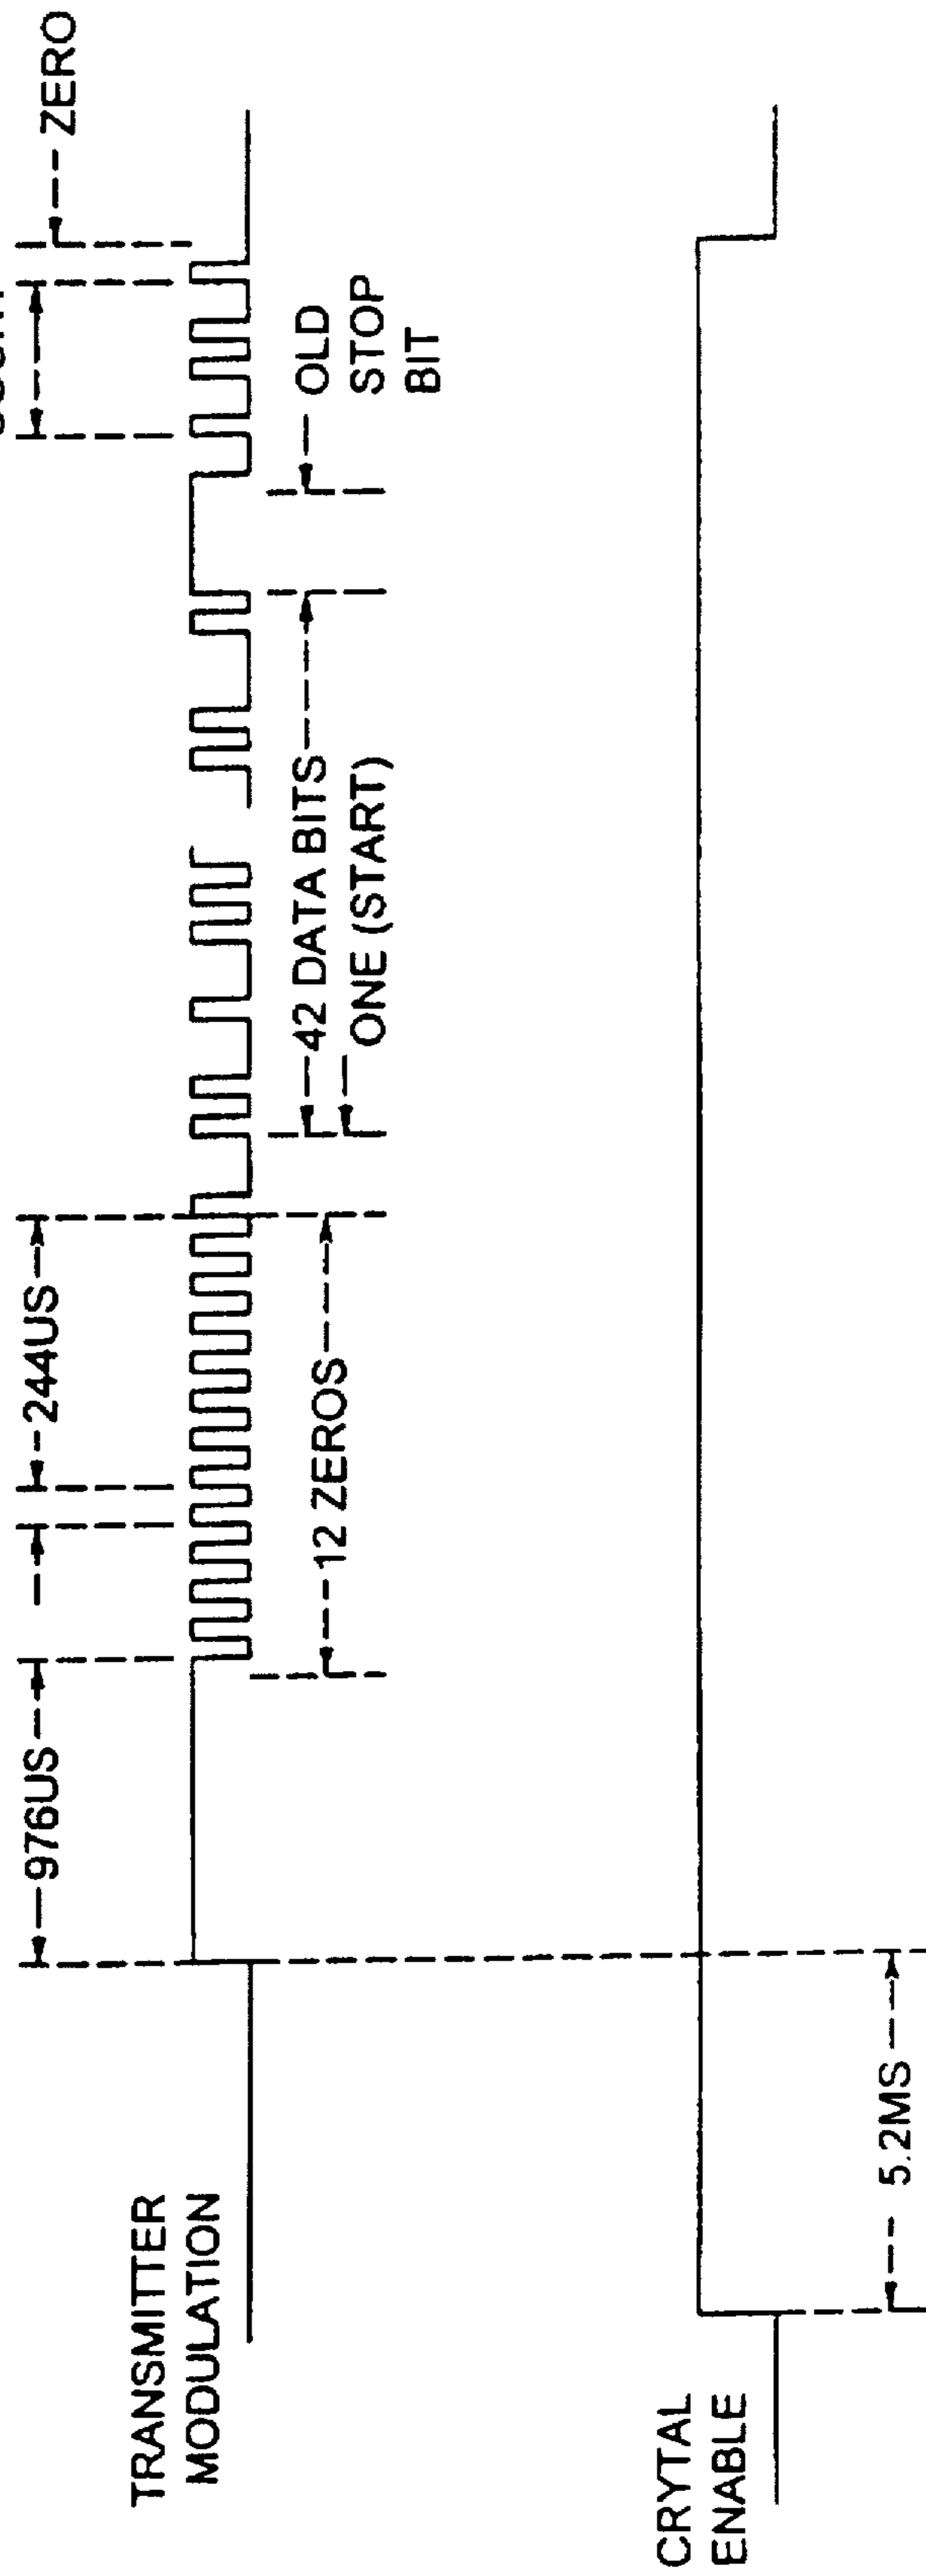 976US
244US
ZERO
TRANSMITTER
MODULATION
12 ZEROS
42 DATA BITS
ONE (START)
OLD
STOP
BIT
CRYTAL
ENABLE
5.2MS